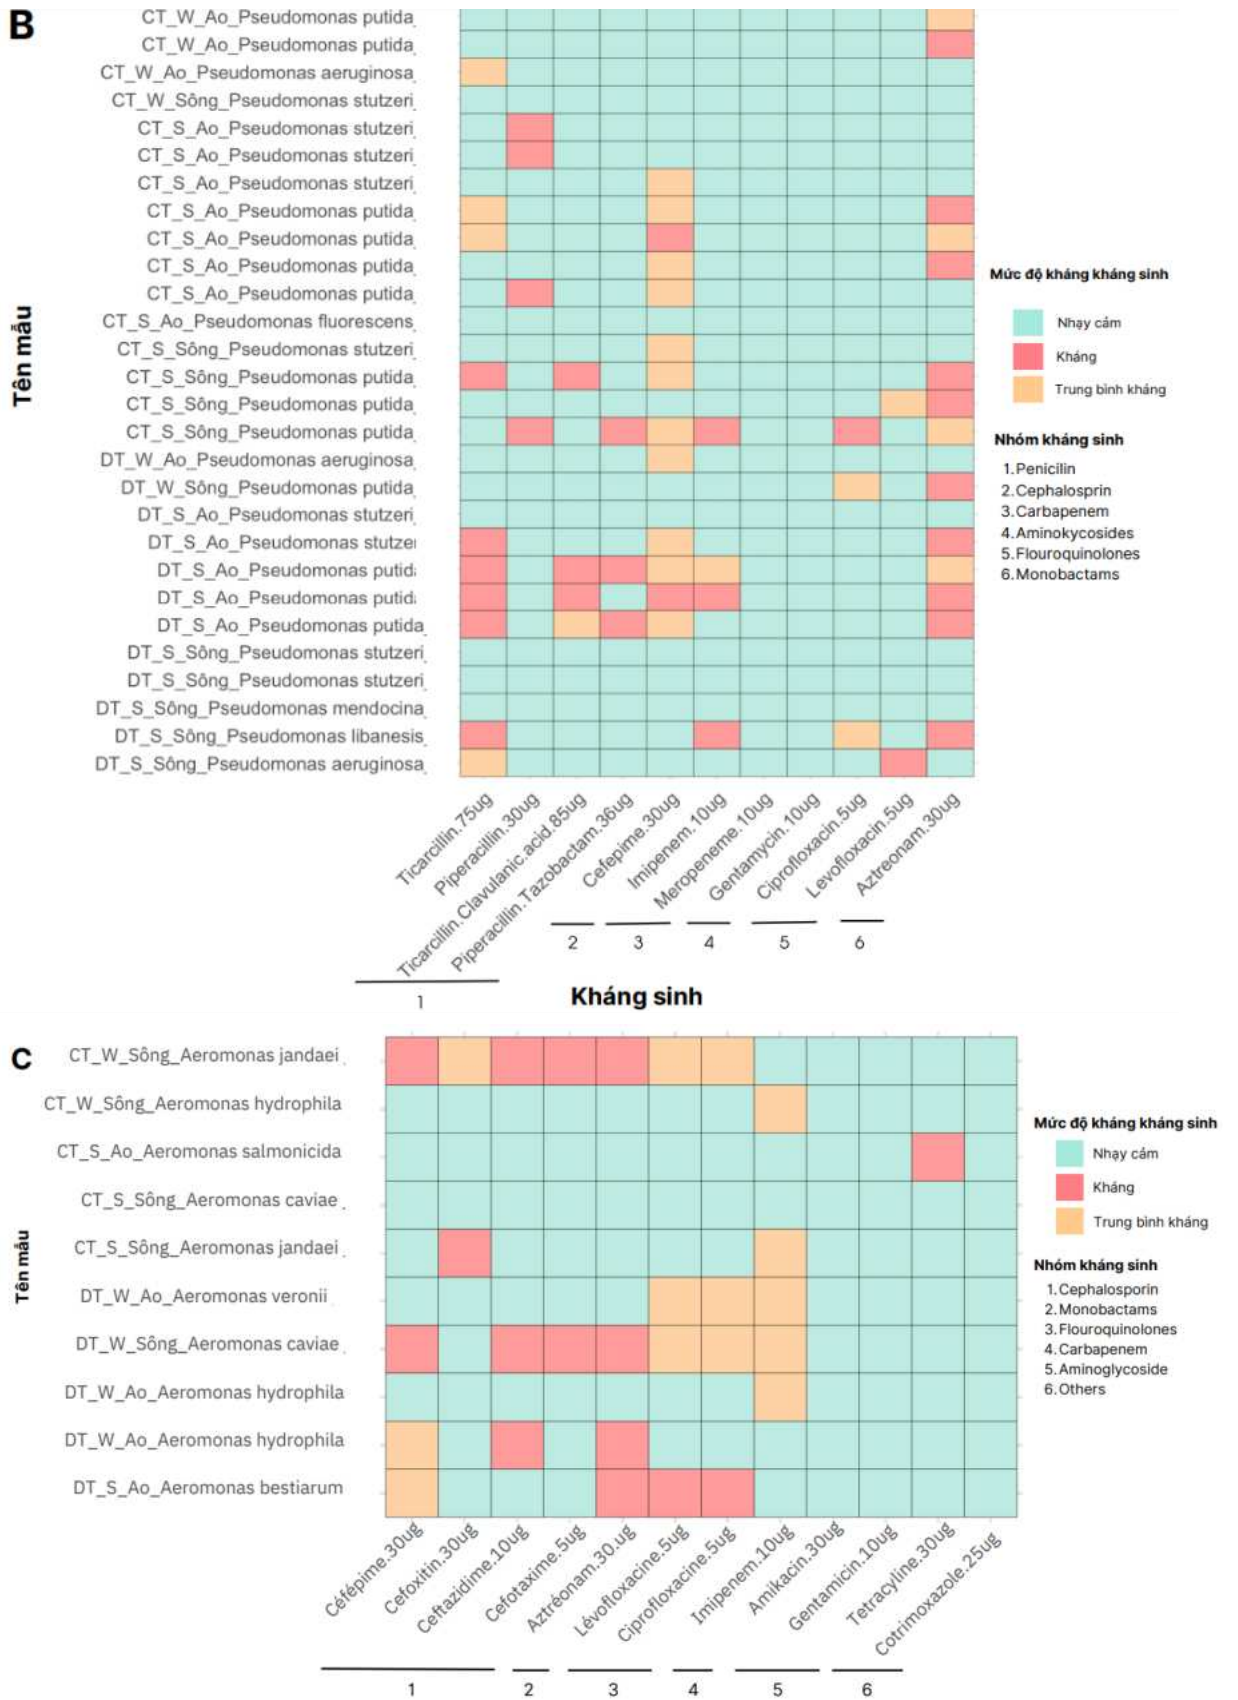 B
CT_W_Ao_Pseudomonas putida
CT_W_Ao_Pseudomonas putida
CT_W_Ao_Pseudomonas aeruginosa
CT_W_Sông_Pseudomonas stutzeri
CT_S_Ao_Pseudomonas stutzeri
CT_S_Ao_Pseudomonas stutzeri
CT_S_Ao_Pseudomonas stutzeri
CT_S_Ao_Pseudomonas putida
CT_S_Ao_Pseudomonas putida
CT_S_Ao_Pseudomonas putida
CT_S_Ao_Pseudomonas putida
CT_S_Ao_Pseudomonas fluorescens
CT_S_Sông_Pseudomonas stutzeri
CT_S_Sông_Pseudomonas putida
CT_S_Sông_Pseudomonas putida
CT_S_Sông_Pseudomonas putida
DT_W_Ao_Pseudomonas aeruginosa
DT_W_Sông_Pseudomonas putida
DT_S_Ao_Pseudomonas stutzeri
DT_S_Ao_Pseudomonas stutze
DT_S_Ao_Pseudomonas putid
DT_S_Ao_Pseudomonas putid
DT_S_Ao_Pseudomonas putida
DT_S_Sông_Pseudomonas stutzeri
DT_S_Sông_Pseudomonas stutzeri
DT_S_Sông_Pseudomonas mendocina
DT_S_Sông_Pseudomonas libanesis
DT_S_Sông_Pseudomonas aeruginosa
Tên mẫu
Mức độ kháng kháng sinh
Nhạy cảm
Kháng
Trung bình kháng
Nhóm kháng sinh
1.Penicilin
2.Cephalosprin
3.Carbapenem
4.Aminokycosides
5.Flouroquinolones
6.Monobactams
Ticarcillin.75ug
Piperacillin.30ug
Ticarcillin.Clavulanic.acid.85ug
Piperacillin.Tazobactam.36ug
Cefepime.30ug
Imipenem.10ug
Meropeneme.10ug
Gentamycin.10ug
Ciprofloxacin.5ug
Levofloxacin.5ug
Aztreonam.30ug
2 3 4 5 6
1
Kháng sinh
C
CT_W_Sông_Aeromonas jandaei
CT_W_Sông_Aeromonas hydrophila
CT_S_Ao_Aeromonas salmonicida
CT_S_Sông_Aeromonas caviae
CT_S_Sông_Aeromonas jandaei
DT_W_Ao_Aeromonas veronii
DT_W_Sông_Aeromonas caviae
DT_W_Ao_Aeromonas hydrophila
DT_W_Ao_Aeromonas hydrophila
DT_S_Ao_Aeromonas bestiarum
Tên mẫu
Mức độ kháng kháng sinh
Nhạy cảm
Kháng
Trung bình kháng
Nhóm kháng sinh
1.Cephalosporin
2.Monobactams
3.Flouroquinolones
4.Carbapenem
5.Aminoglycoside
6.Others
Céfépime.30ug
Cefoxitin.30ug
Ceftazidime.10ug
Cefotaxime.5ug
Aztréonam.30.ug
Lévofloxacine.5ug
Ciprofloxacine.5ug
Imipenem.10ug
Amikacin.30ug
Gentamicin.10ug
Tetracyline.30ug
Cotrimoxazole.25ug
1 2 3 4 5 6